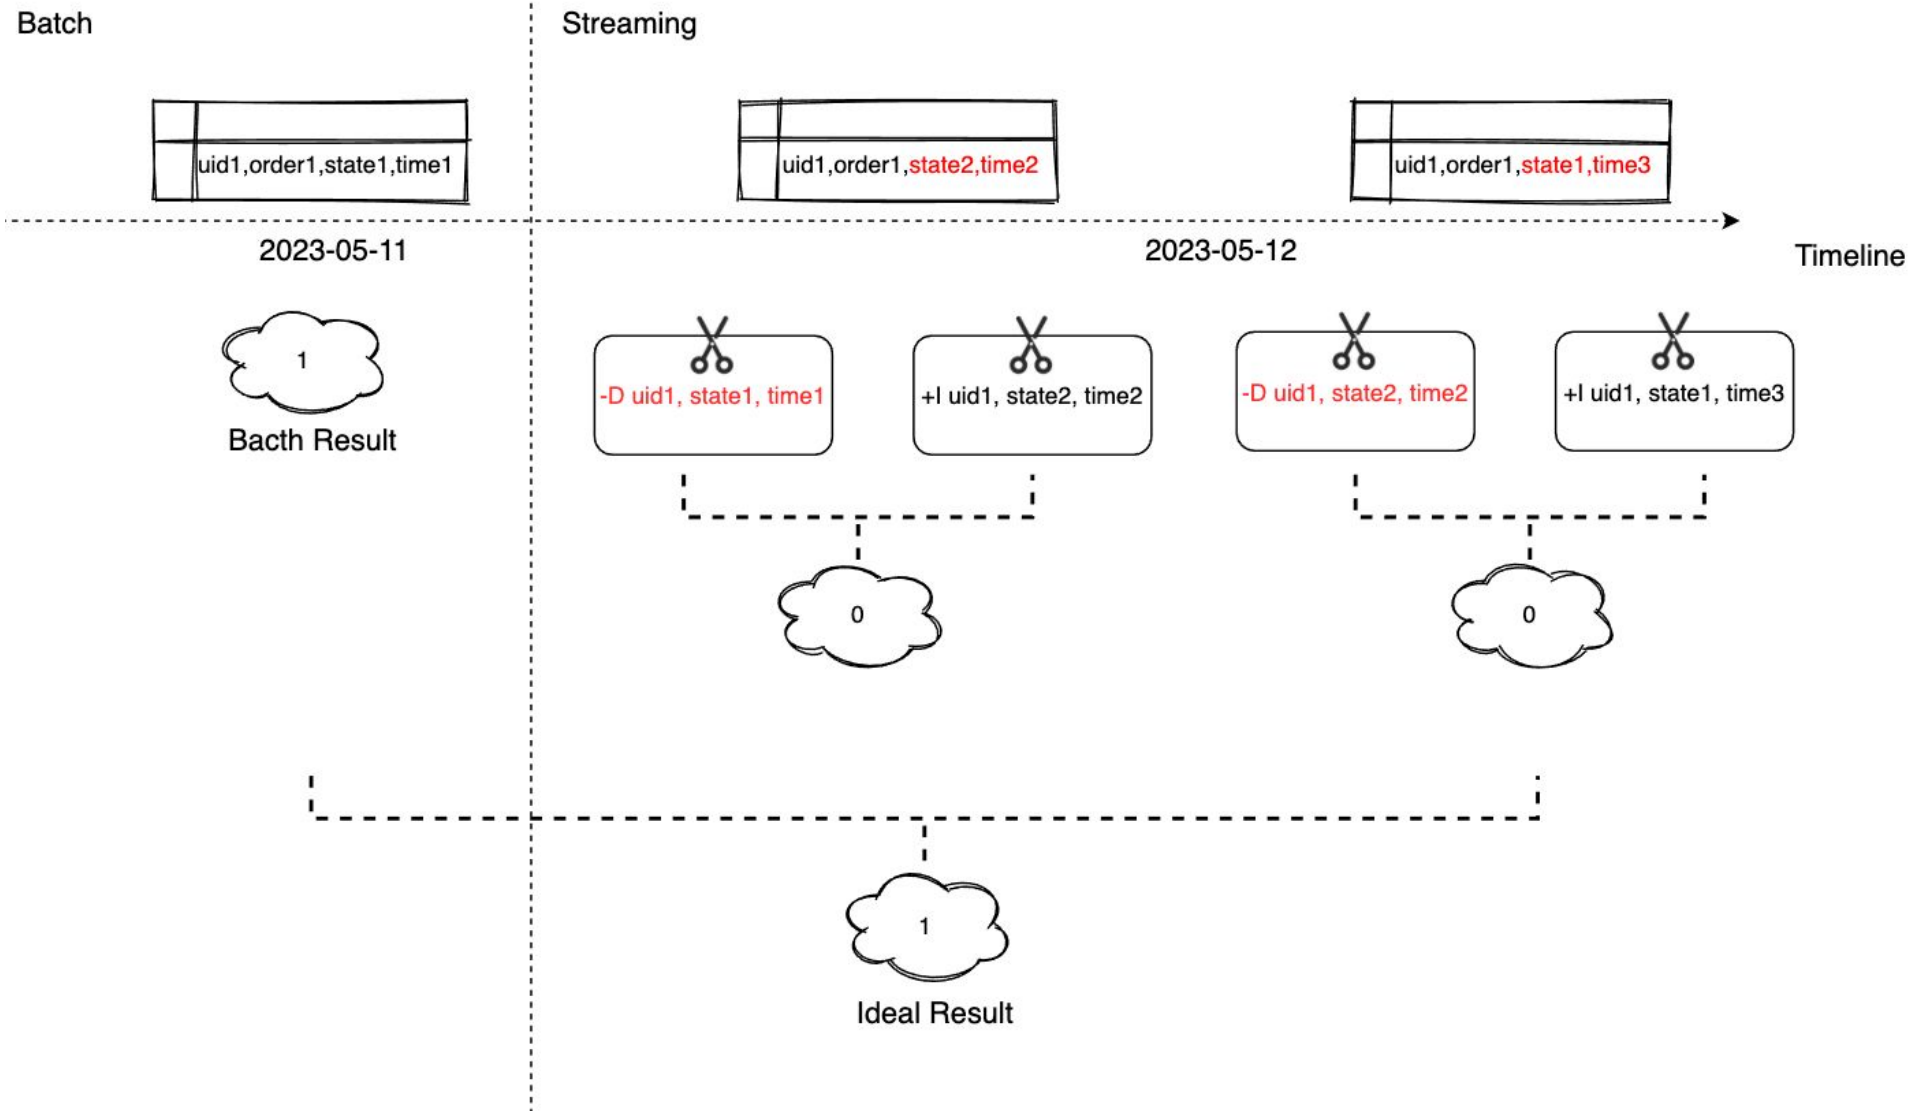 Batch
Streaming
uid1,order1,state1,time1
uid1,order1,state2,time2
uid1,order1,state1,time3
2023-05-11
2023-05-12
Timeline
1
Bacth Result
-D uid1, state1, time1
+I uid1, state2, time2
-D uid1, state2, time2
+I uid1, state1, time3
0
0
1
Ideal Result